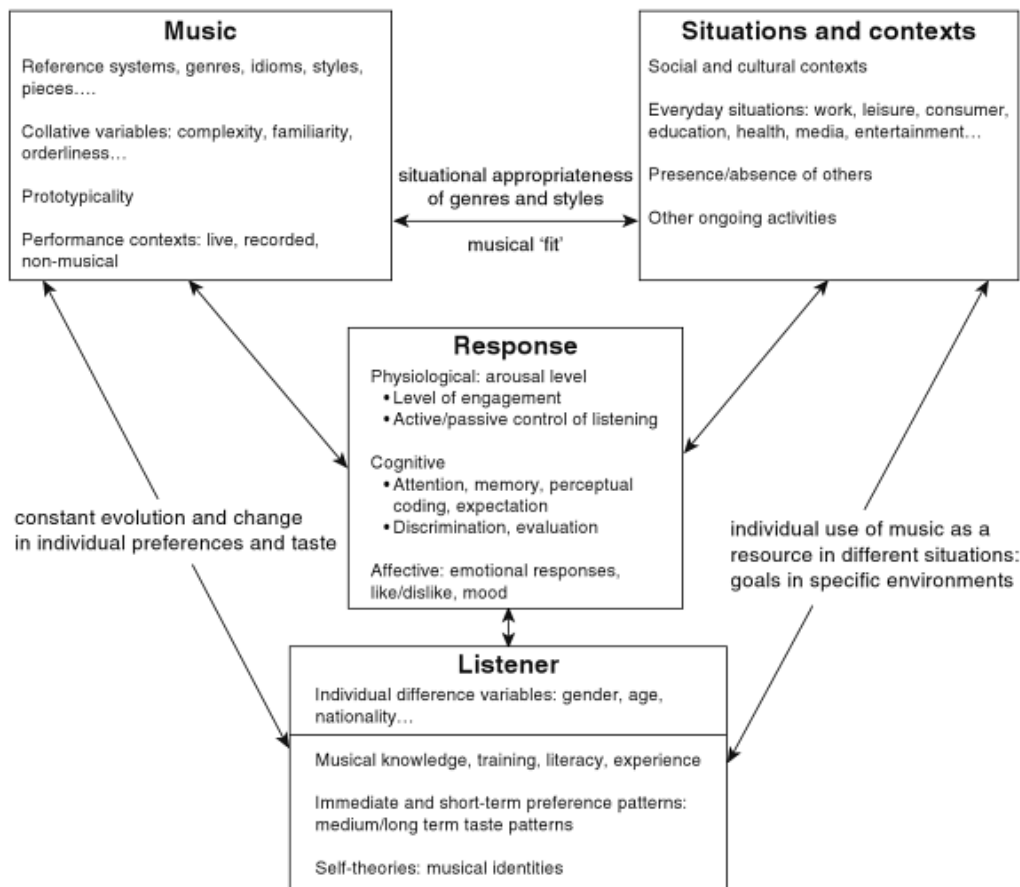 Music
Reference systems, genres, idioms, styles,
pieces....
Collative variables: complexity, familiarity,
orderliness...
Prototypicality
Performance contexts: live, recorded,
non-musical
Situations and contexts
Social and cultural contexts
Everyday situations: work, leisure, consumer,
education, health, media, entertainment...
Presence/absence of others
Other ongoing activities
situational appropriateness
of genres and styles
musical ‘fit’
Response
Physiological: arousal level
• Level of engagement
• Active/passive control of listening
Cognitive
• Attention, memory, perceptual
coding, expectation
• Discrimination, evaluation
Affective: emotional responses,
like/dislike, mood
constant evolution and change
in individual preferences and taste
individual use of music as a
resource in different situations:
goals in specific environments
Listener
Individual difference variables: gender, age,
nationality...
Musical knowledge, training, literacy, experience
Immediate and short-term preference patterns:
medium/long term taste patterns
Self-theories: musical identities